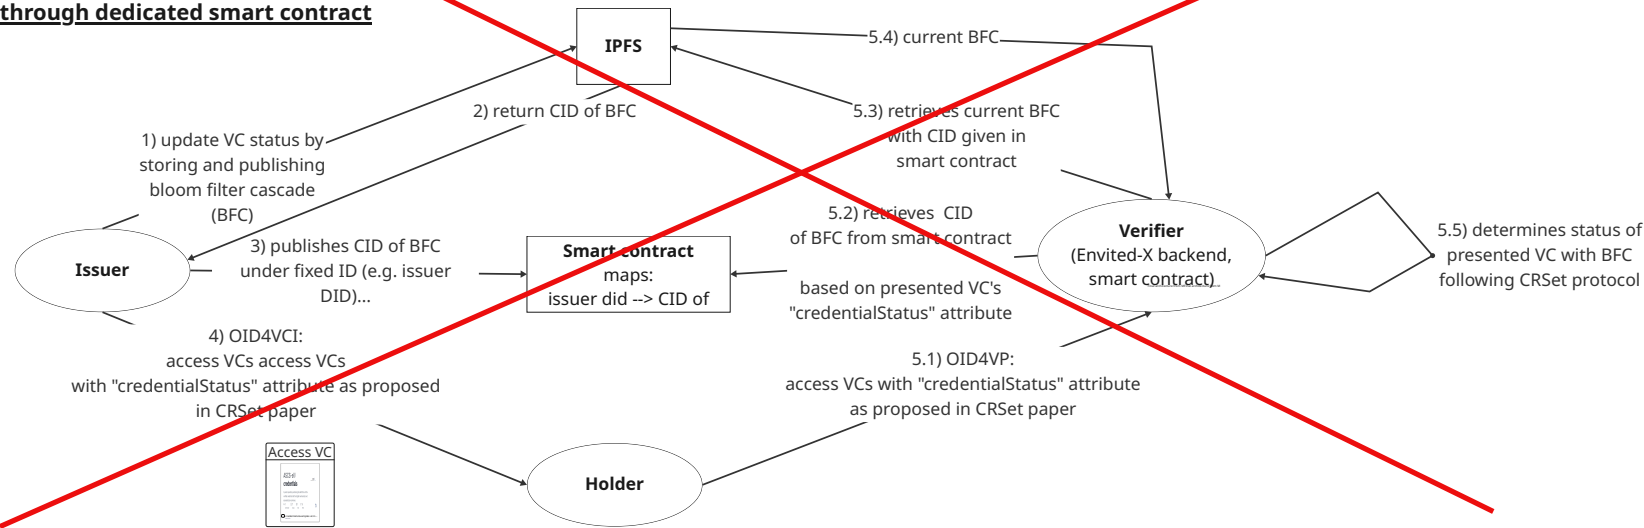 through dedicated smart contract
IPFS
5.4) current BFC
2) return CID of BFC
5.3) retrieves current BFC
with CID given in
smart contract
1) update VC status by
storing and publishing
bloom filter cascade
(BFC)
5.2) retrieves CID
of BFC from smart contract
based on presented VC's
"credentialStatus" attribute
Verifier
(Envited-X backend,
smart contract)
5.5) determines status of
presented VC with BFC
following CRSet protocol
Issuer
3) publishes CID of BFC
under fixed ID (e.g. issuer
DID)...
Smart contract
maps:
issuer did --> CID of
4) OID4VCI:
access VCs access VCs
with "credentialStatus" attribute as proposed
in CRSet paper
5.1) OID4VP:
access VCs with "credentialStatus" attribute
as proposed in CRSet paper
Access VC
credentials
Holder